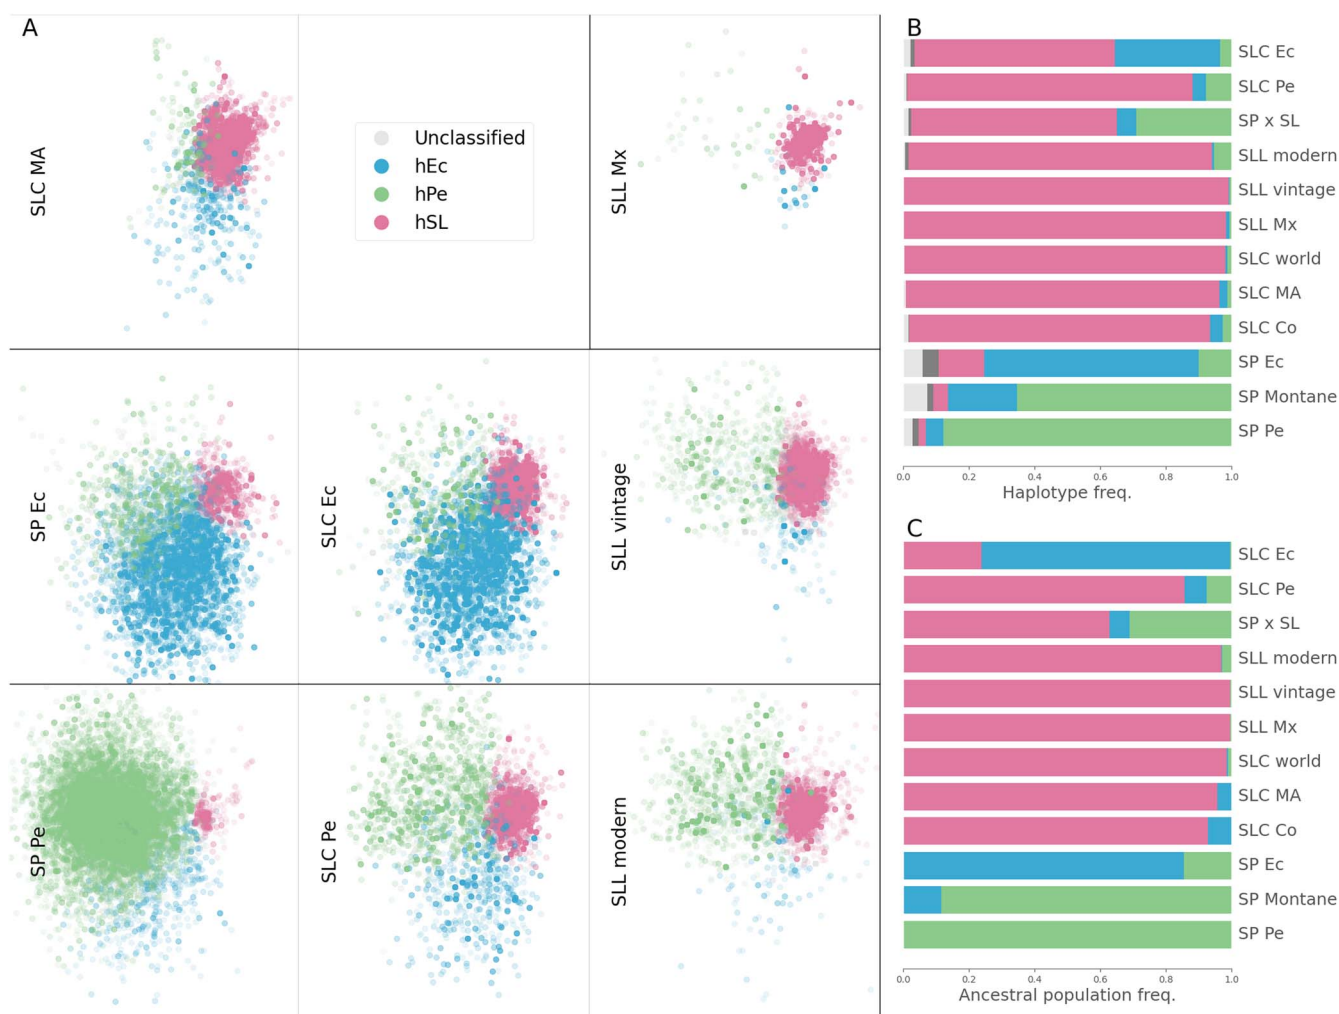 A
SLC MA
Unclassified
hEc
hPe
hSL
SLL Mx
SP Ec
SLC Ec
SLL vintage
SP Pe
SLC Pe
SLL modern
B
SLC Ec
SLC Pe
SP x SL
SLL modern
SLL vintage
SLL Mx
SLC world
SLC MA
SLC Co
SP Ec
SP Montane
SP Pe
0.0 0.2 0.4 0.6 0.8 1.0
Haplotype freq.
C
SLC Ec
SLC Pe
SP x SL
SLL modern
SLL vintage
SLL Mx
SLC world
SLC MA
SLC Co
SP Ec
SP Montane
SP Pe
0.0 0.2 0.4 0.6 0.8 1.0
Ancestral population freq.